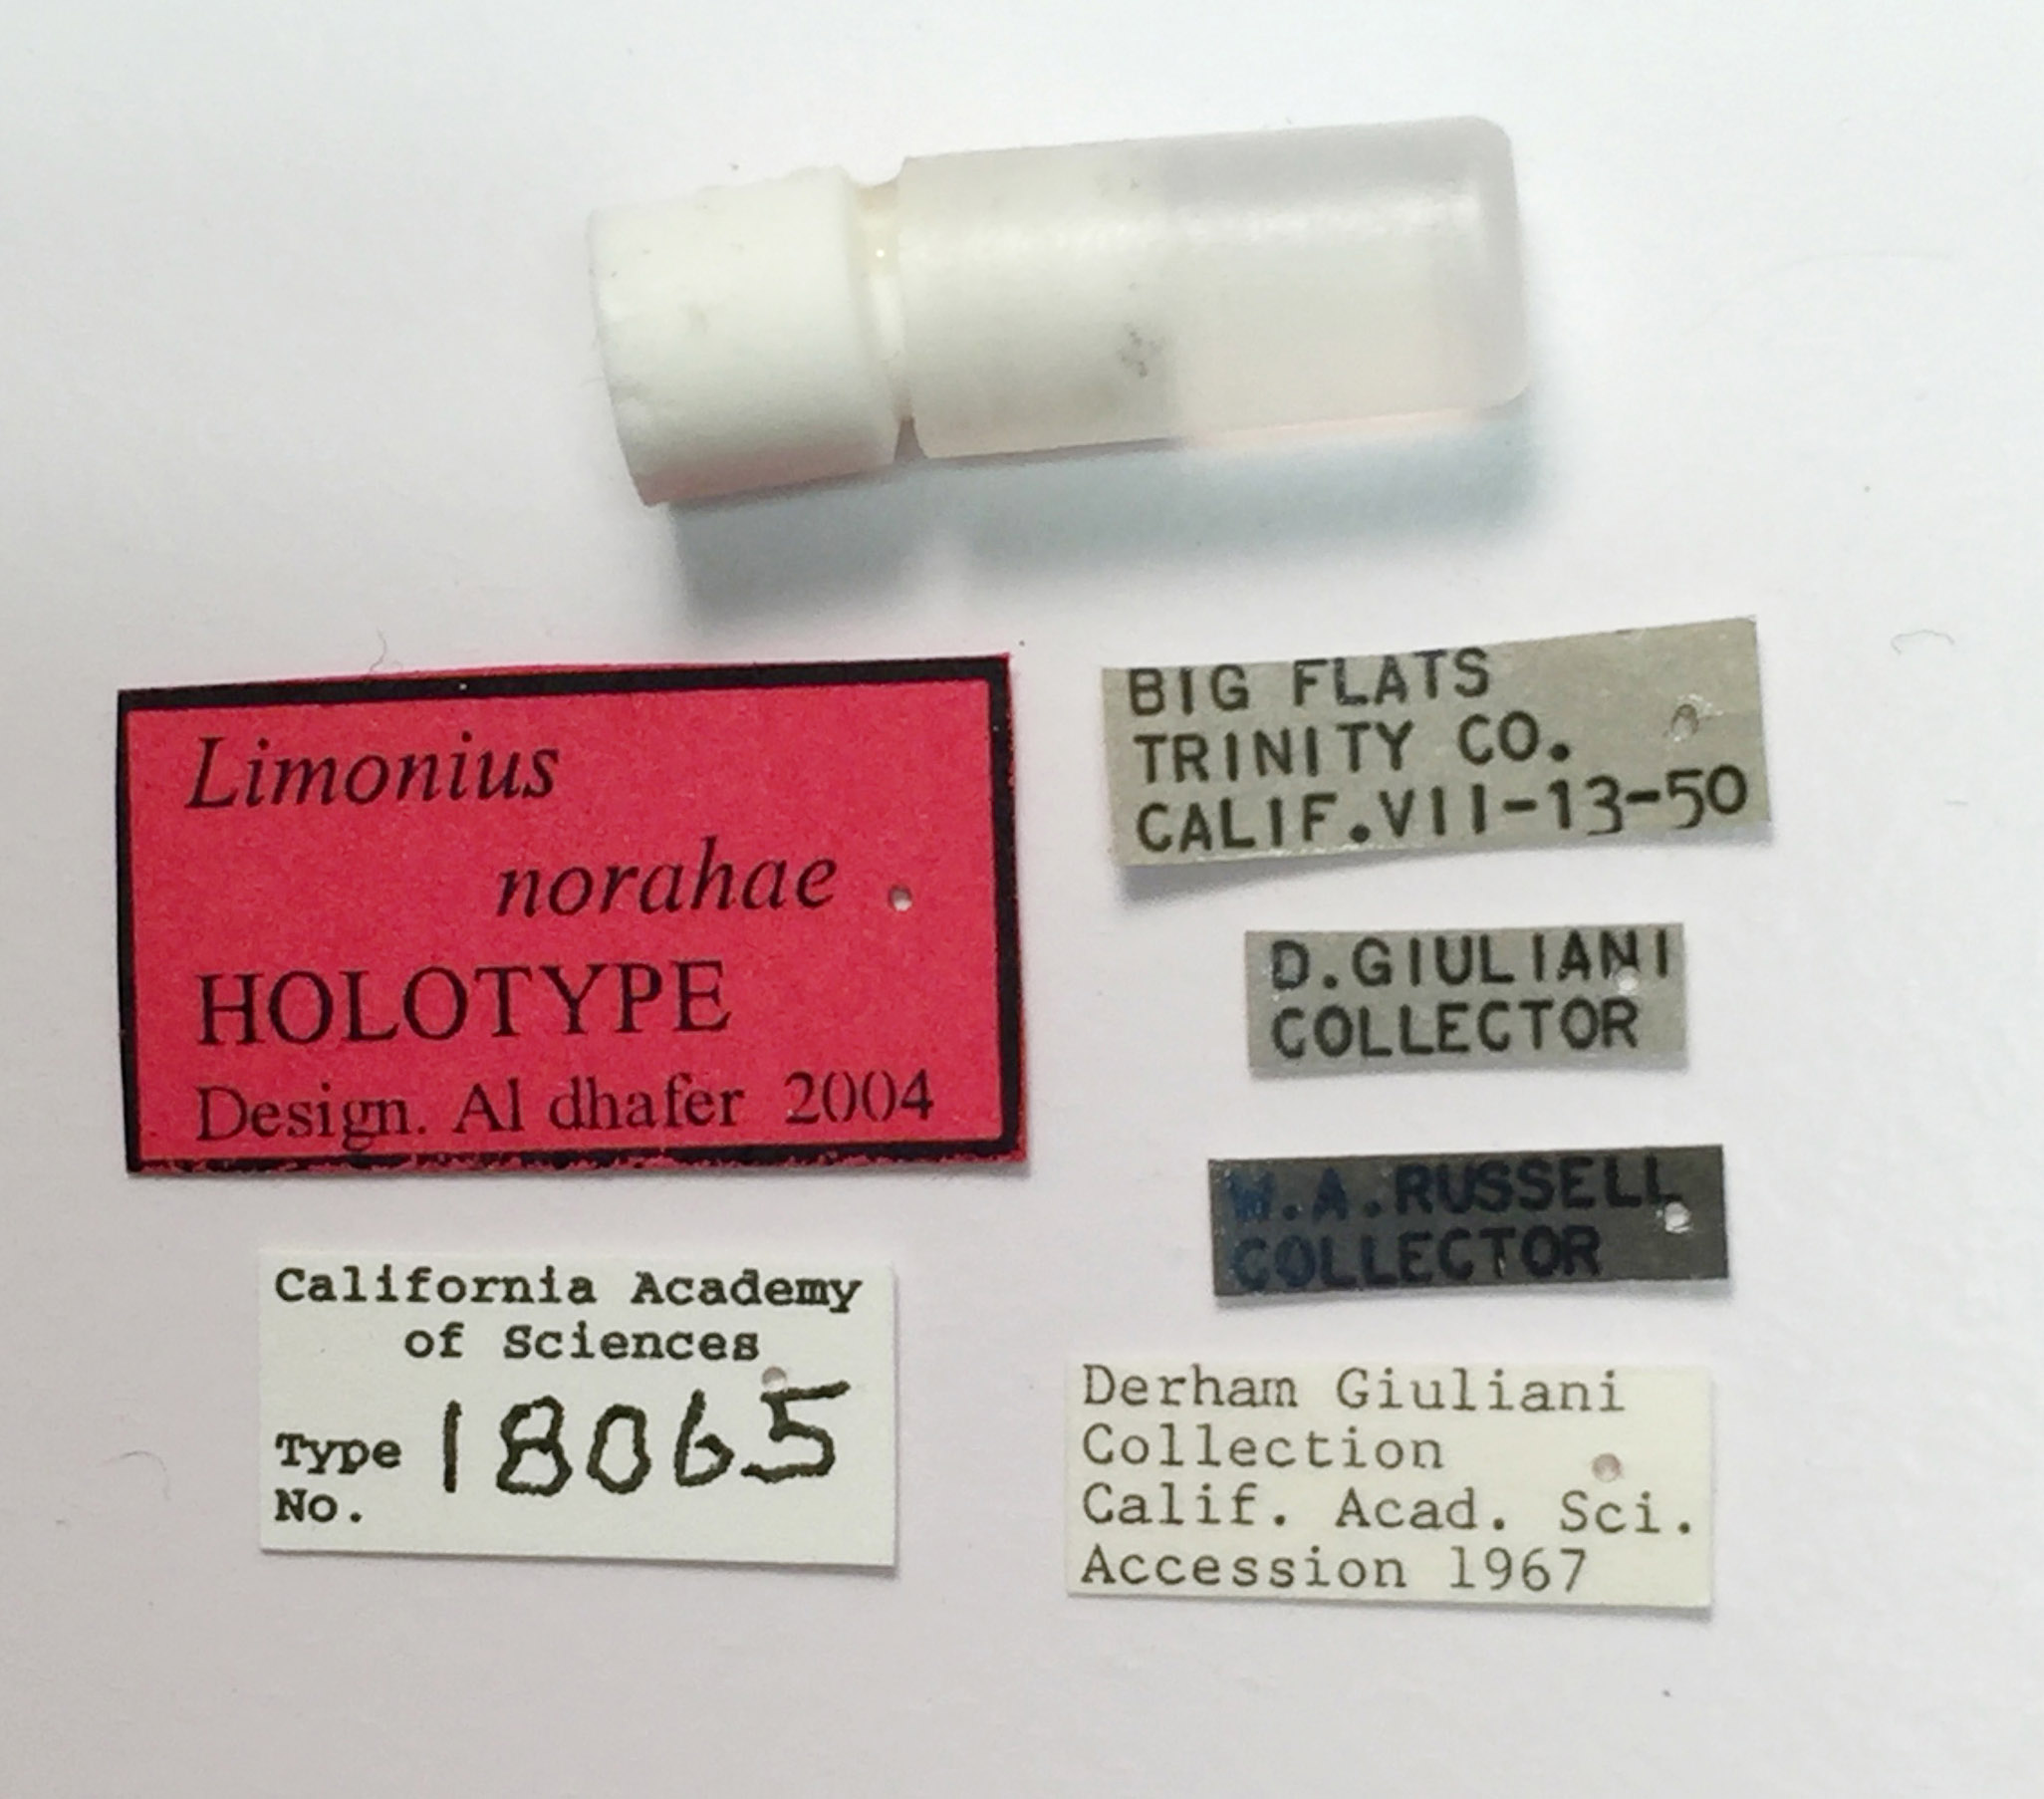 Limonius
norahae
HOLOTYPE
Design. Al dhafer 2004
BIG FLATS
TRINITY CO.
CALIF.VII-13-50
D.GIULIANI
COLLECTOR
W.A.RUSSELL
COLLECTOR
California Academy
of Sciences
Type 18065
No.
Derham Giuliani
Collection
Calif. Acad. Sci.
Accession 1967